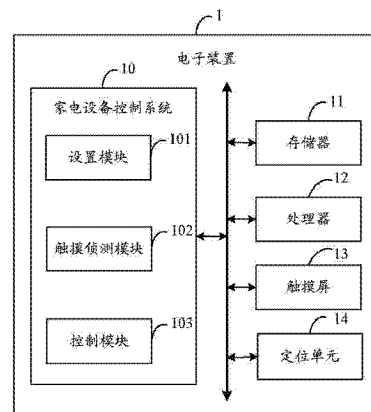 1
电子装置
10
家电设备控制系统
设置模块
101
触摸侦测模块
102
控制模块
103
11
存储器
12
处理器
13
触摸屏
14
定位单元